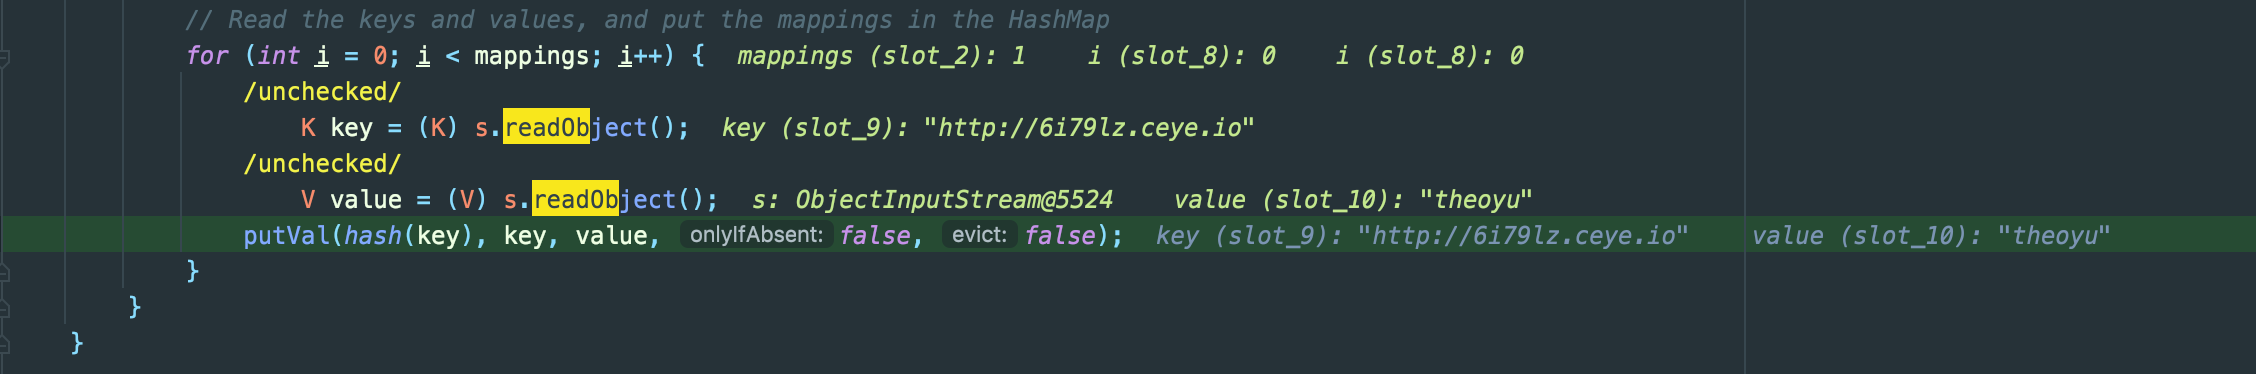 // Read the keys and values, and put the mappings in the HashMap
for (int i = 0; i < mappings; i++) { mappings (slot_2): 1 i (slot_8): 0 i (slot_8): 0
/unchecked/
K key = (K) s.readObject(); key (slot_9): "http://6i79lz.ceye.io"
/unchecked/
V value = (V) s.readObject(); s: ObjectInputStream@5524 value (slot_10): "theoyu"
putVal(hash(key), key, value, onlyIfAbsent: false, evict: false); key (slot_9): "http://6i79lz.ceye.io" value (slot_10): "theoyu"
}
}
}